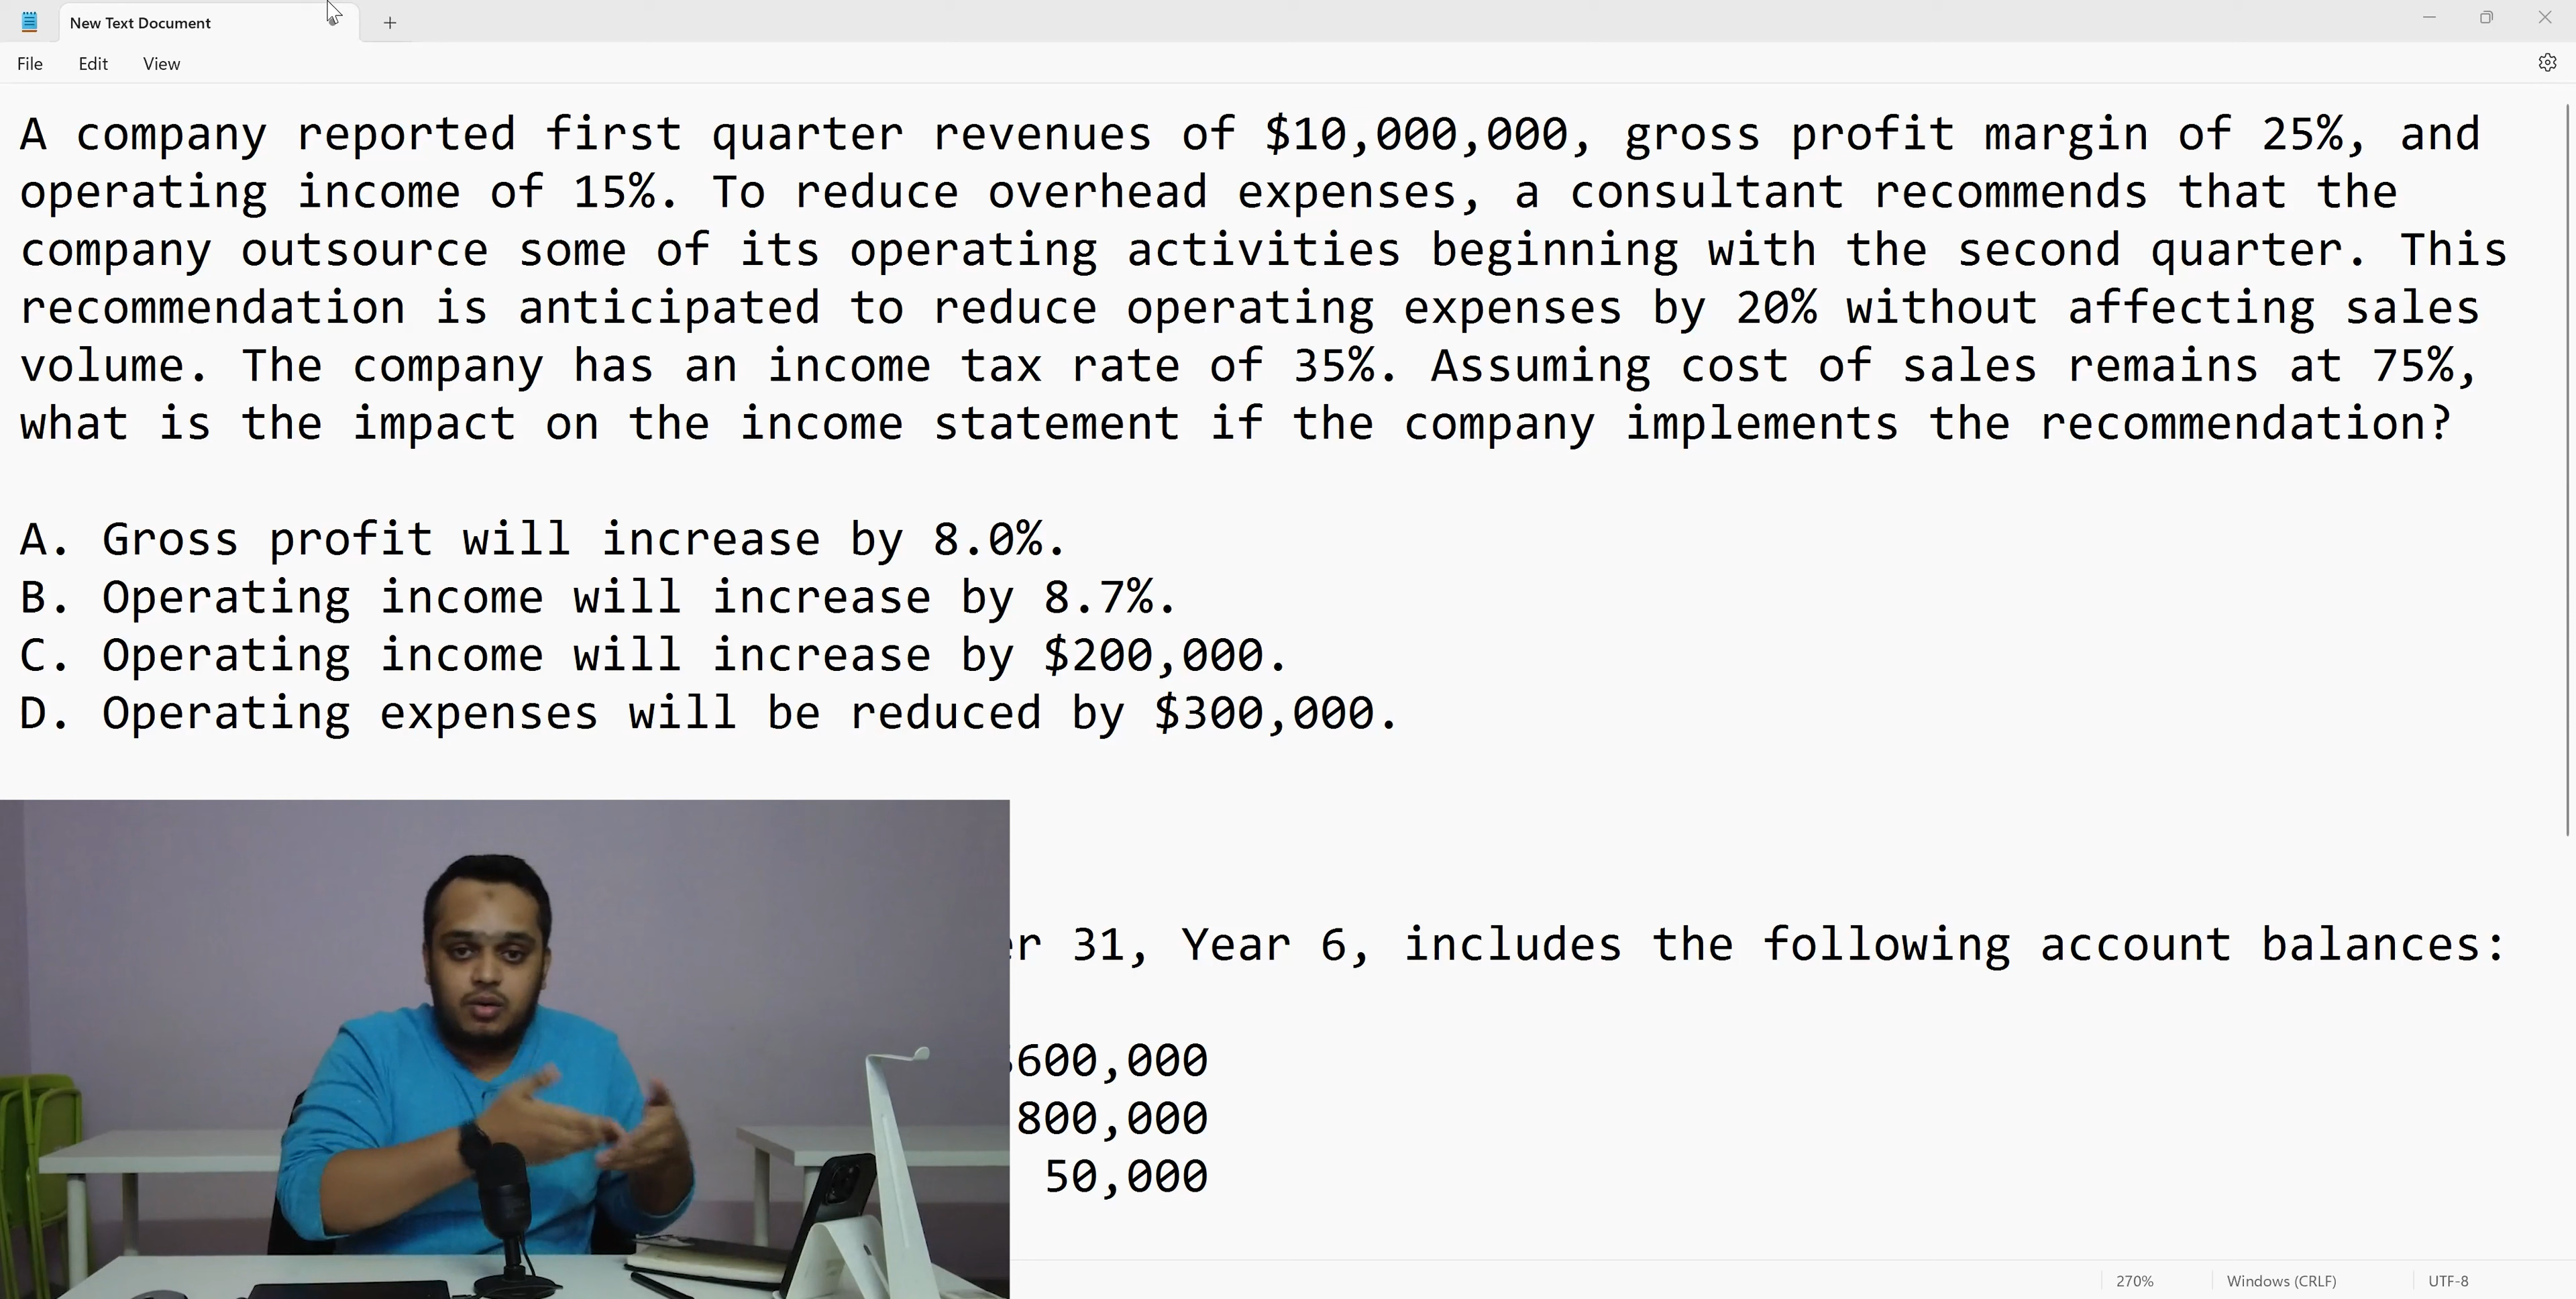 New Text Document
File Edit View
A company reported first quarter revenues of $10,000,000, gross profit margin of 25%, and
operating income of 15%. To reduce overhead expenses, a consultant recommends that the
company outsource some of its operating activities beginning with the second quarter. This
recommendation is anticipated to reduce operating expenses by 20% without affecting sales
volume. The company has an income tax rate of 35%. Assuming cost of sales remains at 75%,
what is the impact on the income statement if the company implements the recommendation?
A. Gross profit will increase by 8.0%.
B. Operating income will increase by 8.7%.
C. Operating income will increase by $200,000.
D. Operating expenses will be reduced by $300,000.
31, Year 6, includes the following account balances:
600,000
800,000
50,000
270% Windows (CRLF) UTF-8